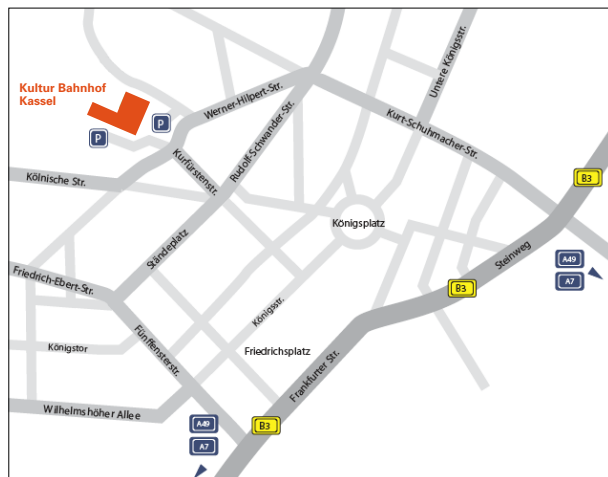 Kultur Bahnhof
Kassel
P
P
Werner-Hilpert-Str.
Untere Königsstr.
Kurt-Schuhmacher-Str.
Rudolf-Schwander-Str.
Kurfürstenstr.
Kölnische Str.
B3
Königsplatz
Ständeplatz
Steinweg
A49
A7
Friedrich-Ebert-Str.
B3
Königsstr.
Fünffensterstr.
Königstor
Friedrichsplatz
Frankfurter Str.
Wilhelmshöher Allee
A49
A7
B3